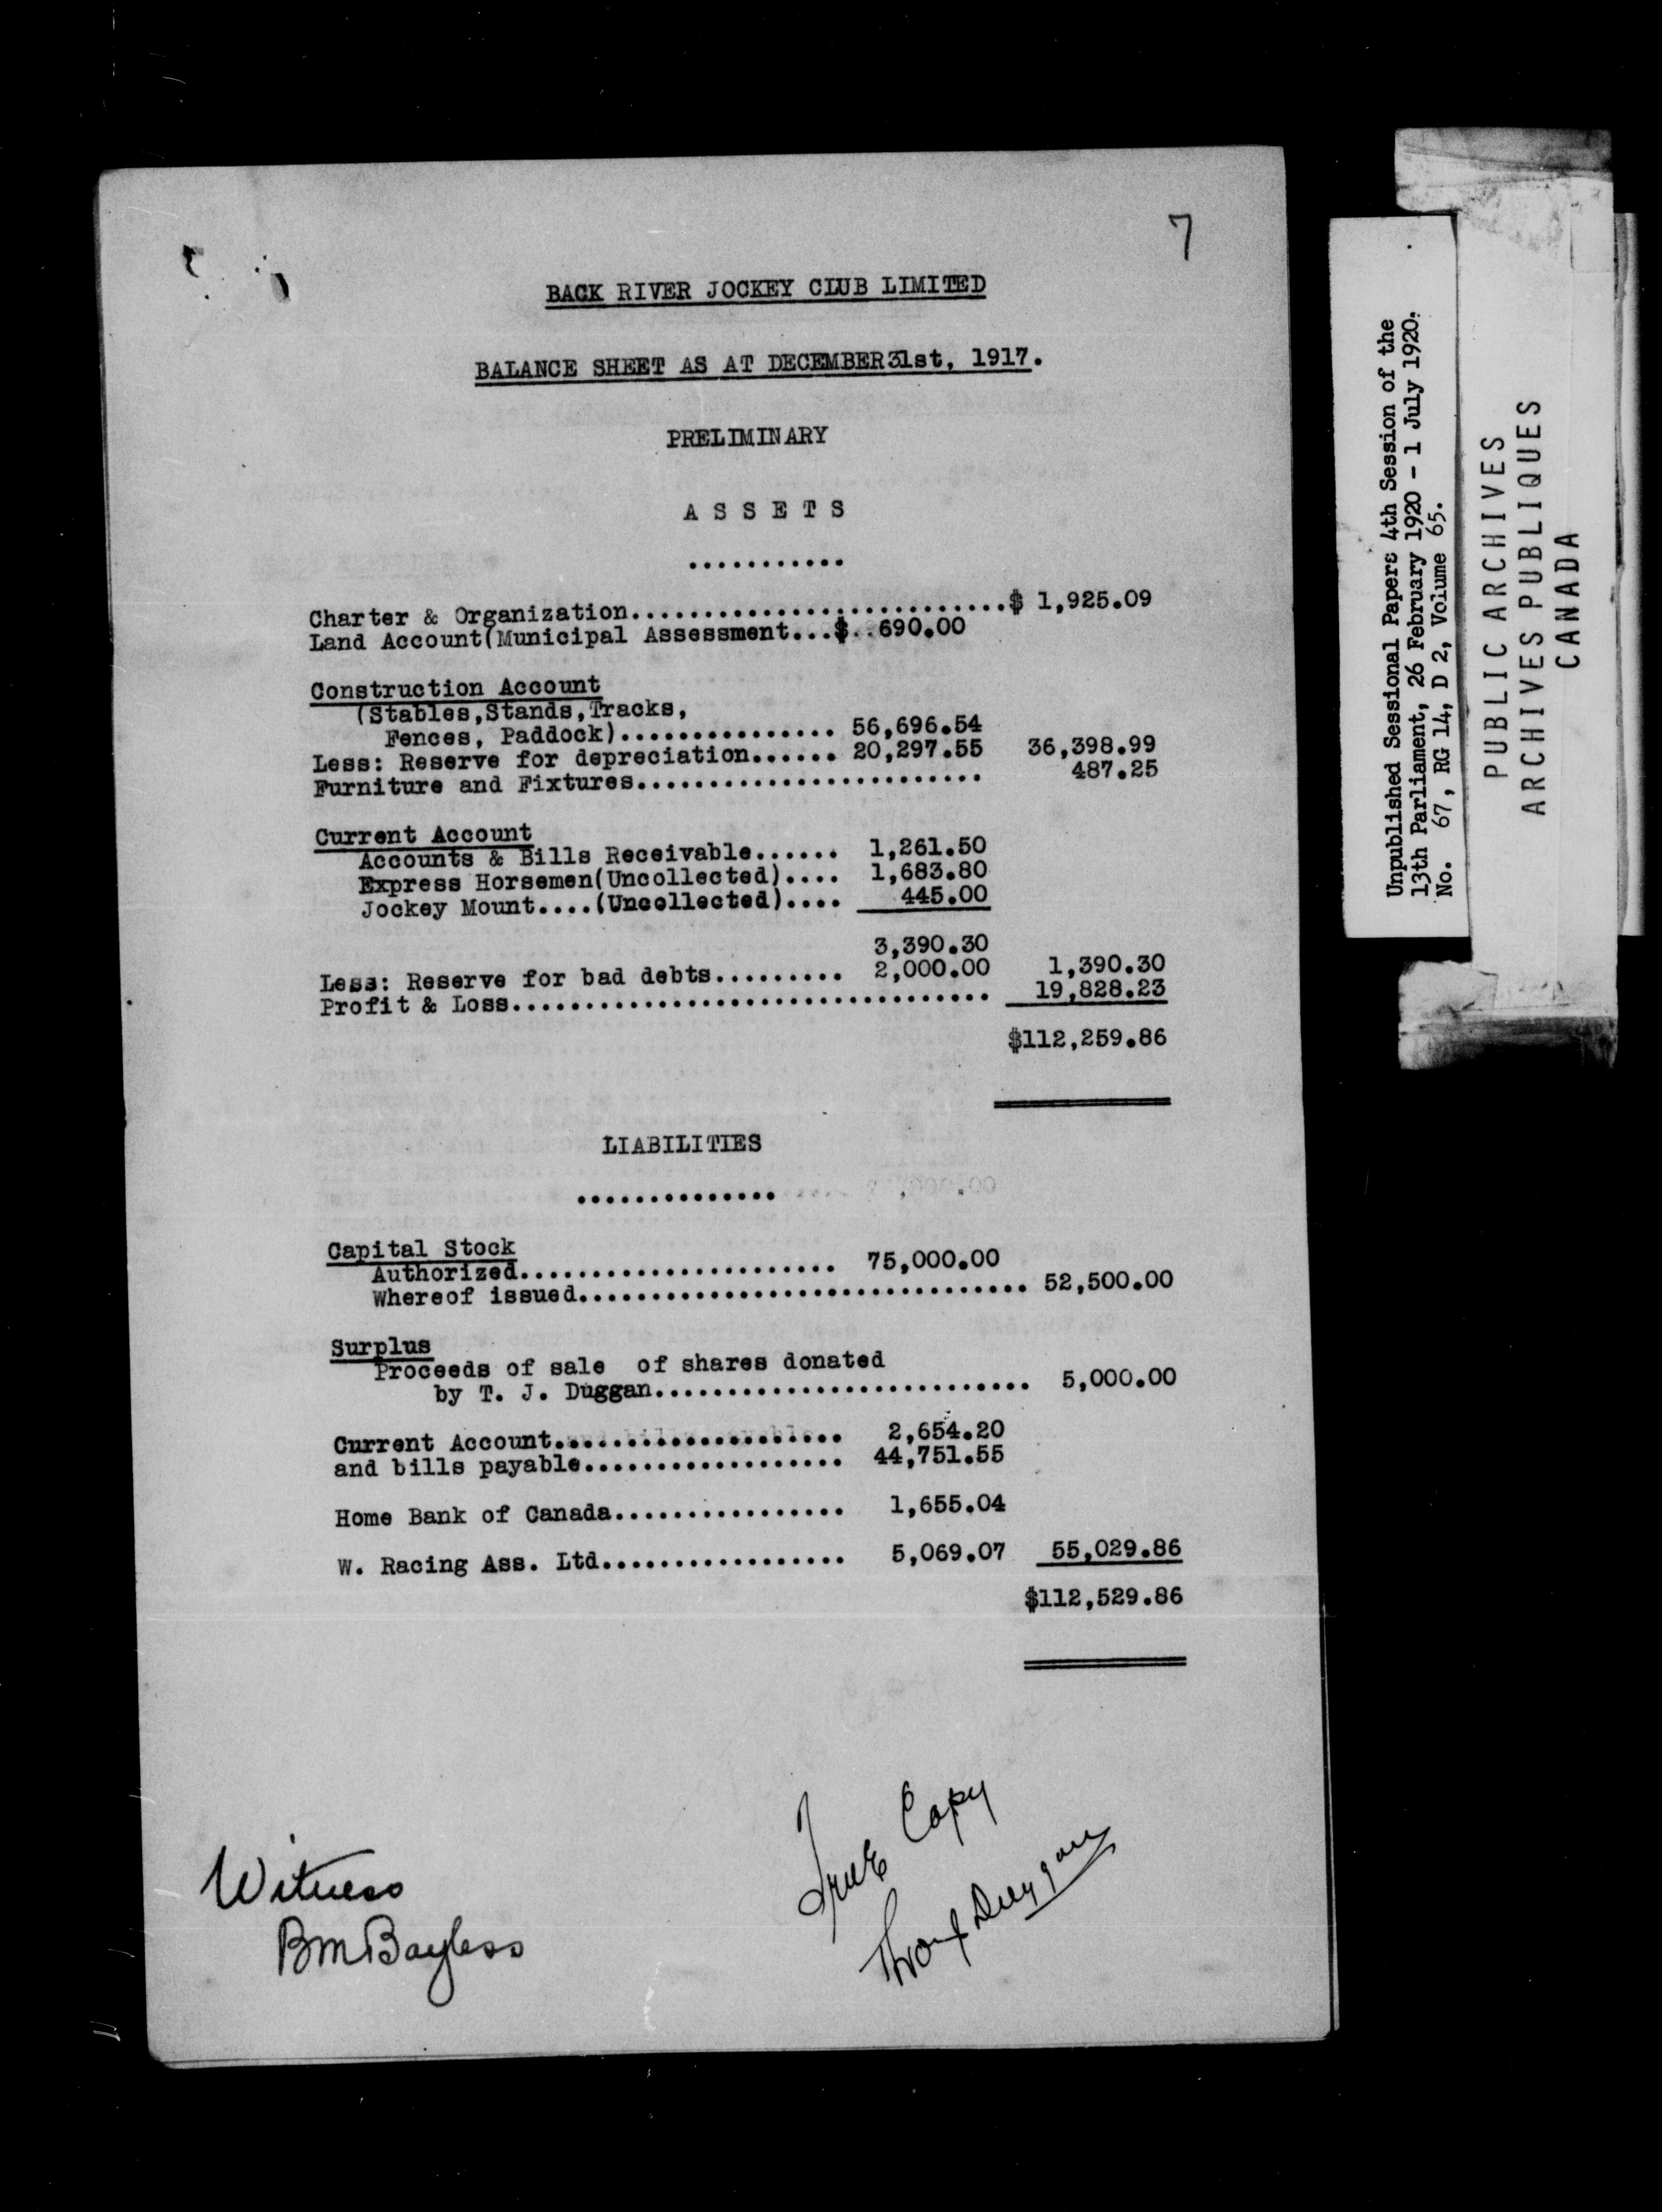 7
BACK RIVER JOCKEY CLUB LIMITED
BALANCE SHEET AS AT DECEMBER 31st, 1917.
PRELIMINARY
A S S E T S
...........
Charter & Organization..........................$ 1,925.09
Land Account(Municipal Assessment...$..690.00
Construction Account
(Stables,Stands,Tracks,
Fences, Paddock)............... 56,696.54
Less: Reserve for depreciation...... 20,297.55 36,398.99
Furniture and Fixtures........................ 487.25
Current Account
Accounts & Bills Receivable...... 1,261.50
Express Horsemen(Uncollected).... 1,683.80
Jockey Mount....(Uncollected).... 445.00
3,390.30
Less: Reserve for bad debts......... 2,000.00 1,390.30
Profit & Loss................................. 19,828.23
$112,259.86
LIABILITIES
..............
Capital Stock
Authorized...................... 75,000.00
Whereof issued............................... 52,500.00
Surplus
Proceeds of sale of shares donated
by T. J. Duggan.......................... 5,000.00
Current Account.................... 2,654.20
and bills payable.................. 44,751.55
Home Bank of Canada................ 1,655.04
W. Racing Ass. Ltd................. 5,069.07 55,029.86
$112,529.86
True Copy
Thos J Duggan
Witness
BM Bayless
Unpublished Sessional Papers 4th Session of the
13th Parliament, 26 February 1920 - 1 July 1920.
No. 67, RG 14, D 2, Volume 65.
PUBLIC ARCHIVES
ARCHIVES PUBLIQUES
CANADA